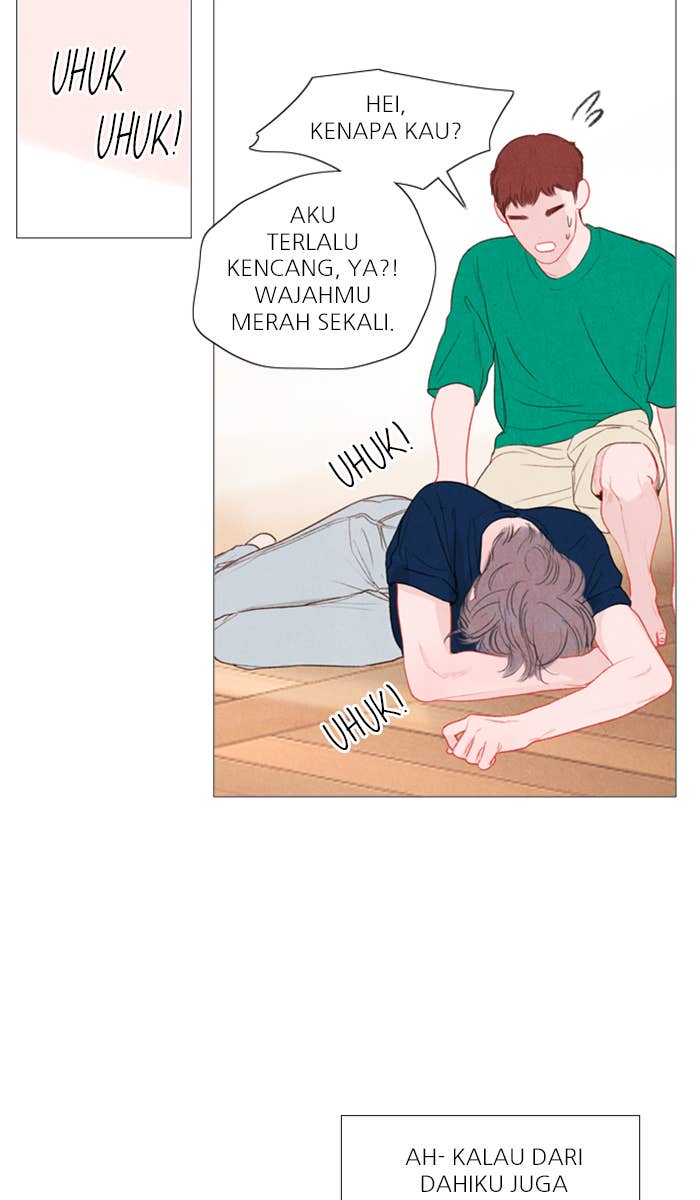 UHUK
UHUK!
HEI,
KENAPA KAU?
AKU
TERLALU
KENCANG, YA?!
WAJAHMU
MERAH SEKALI.
UHUK!
UHUK!
AH- KALAU DARI
DAHIKU JUGA